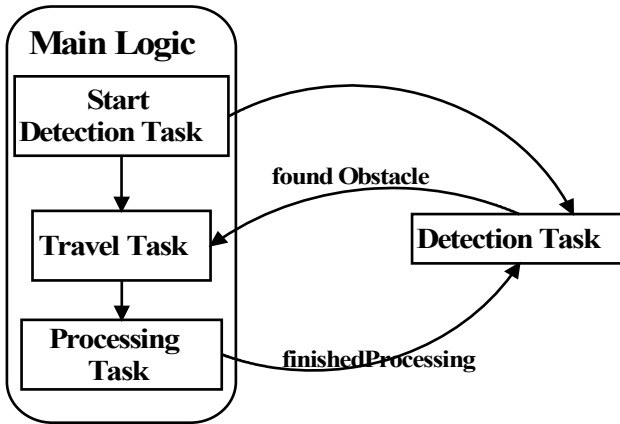 Main Logic
Start
Detection Task
found Obstacle
Travel Task
Detection Task
Processing
Task
finishedProcessing